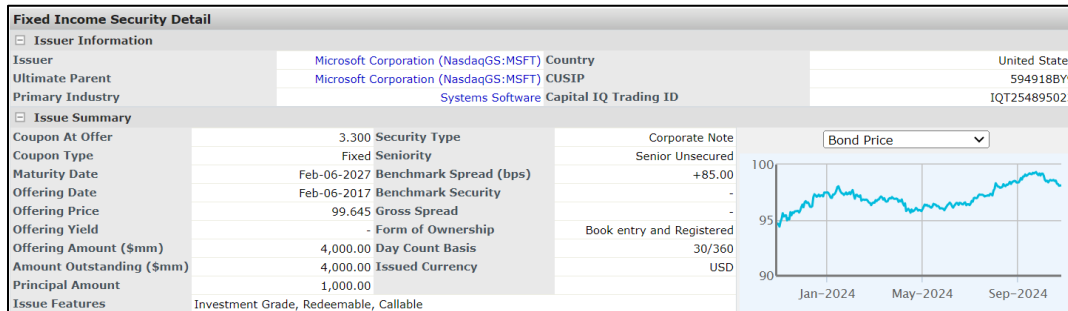 Fixed Income Security Detail
Issuer Information
Issuer Microsoft Corporation (NasdaqGS:MSFT) Country United State
Ultimate Parent Microsoft Corporation (NasdaqGS:MSFT) CUSIP
Primary Industry Systems Software Capital IQ Trading ID
Issue Summary
Coupon At Offer 3.300 Security Type Corporate Note
Coupon Type Fixed Seniority Senior Unsecured
Maturity Date Feb-06-2027 Benchmark Spread (bps) +85.00
Offering Date Feb-06-2017 Benchmark Security -
Offering Price 99.645 Gross Spread -
Offering Yield - Form of Ownership Book entry and Registered
Offering Amount ($mm) 4,000.00 Day Count Basis 30/360
Amount Outstanding ($mm) 4,000.00 Issued Currency USD
Principal Amount 1,000.00
Issue Features Investment Grade, Redeemable, Callable
Bond Price
100
95
90
Jan-2024 May-2024 Sep-2024